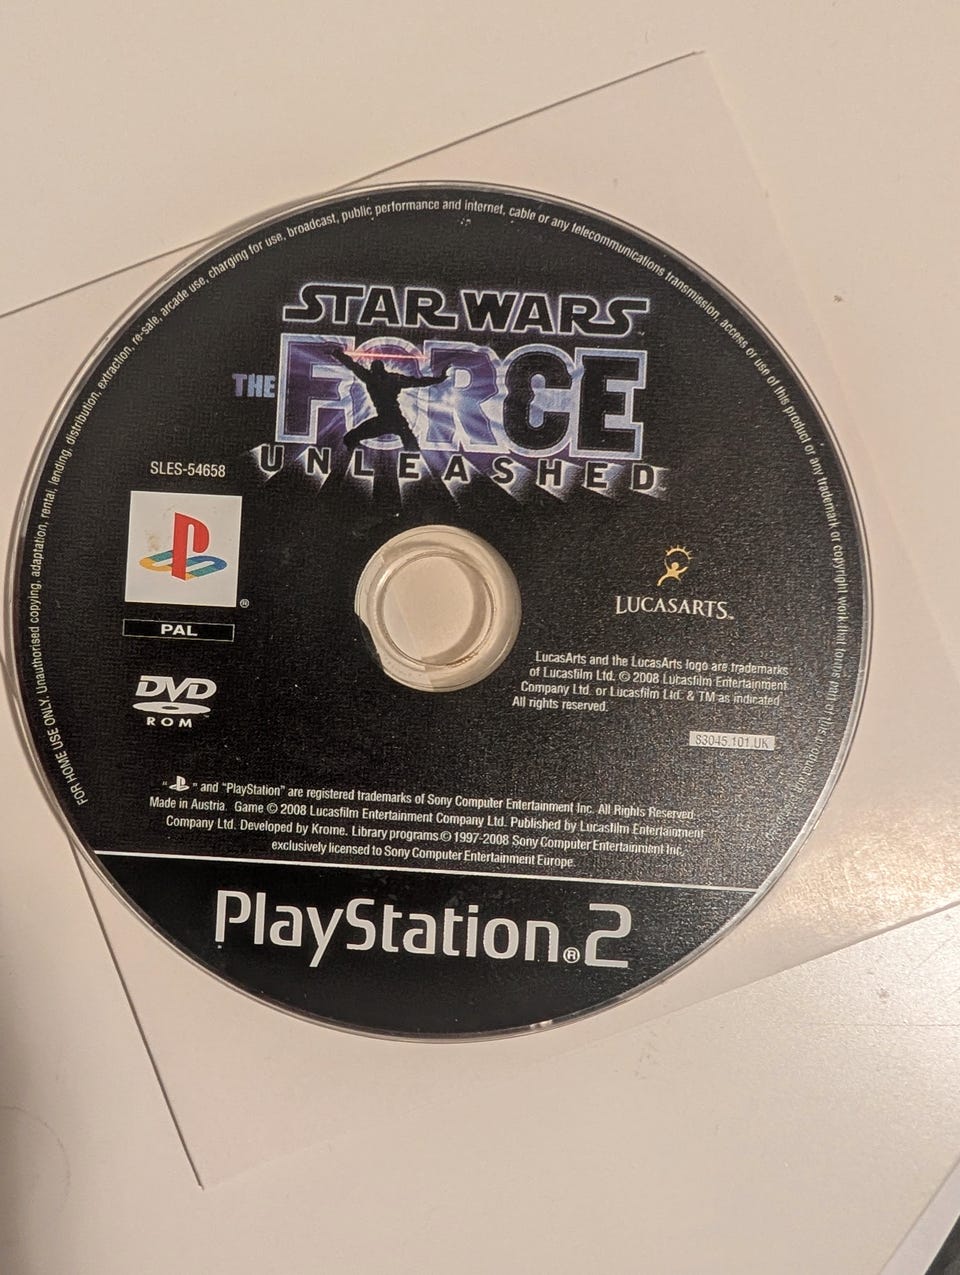 FOR HOME USE ONLY. Unauthorised copying, adaptation, rental, lending, distribution, extraction, re-sale, arcade use, charging for use, broadcast, public performance and internet, cable or any telecommunications transmission, access or use of this product or any trademark or copyright work that forms part of this product
STAR WARS
THE FORCE
UNLEASHED
SLES-54658
®
PAL
DVD
ROM
LUCASARTS™
LucasArts and the LucasArts logo are trademarks
of Lucasfilm Ltd. © 2008 Lucasfilm Entertainment
Company Ltd. or Lucasfilm Ltd. & TM as indicated.
All rights reserved.
83045.101.UK
" " and "PlayStation" are registered trademarks of Sony Computer Entertainment Inc. All Rights Reserved.
Made in Austria. Game © 2008 Lucasfilm Entertainment Company Ltd. Published by Lucasfilm Entertainment
Company Ltd. Developed by Krome. Library programs © 1997-2008 Sony Computer Entertainment Inc.
exclusively licensed to Sony Computer Entertainment Europe.
PlayStation®2